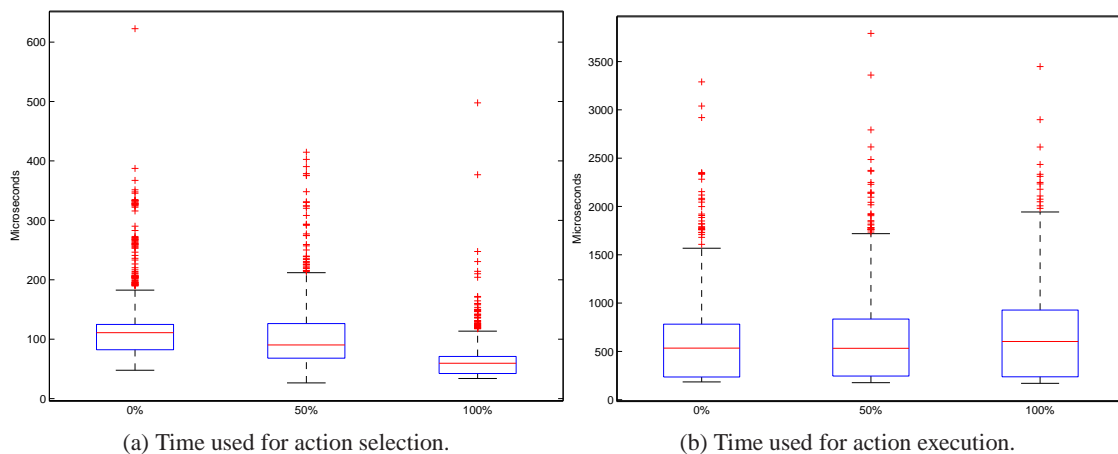 600
500
400
300
200
100
0
Microseconds
0% 50% 100%
(a) Time used for action selection.
3500
3000
2500
2000
1500
1000
500
0
Microseconds
0% 50% 100%
(b) Time used for action execution.